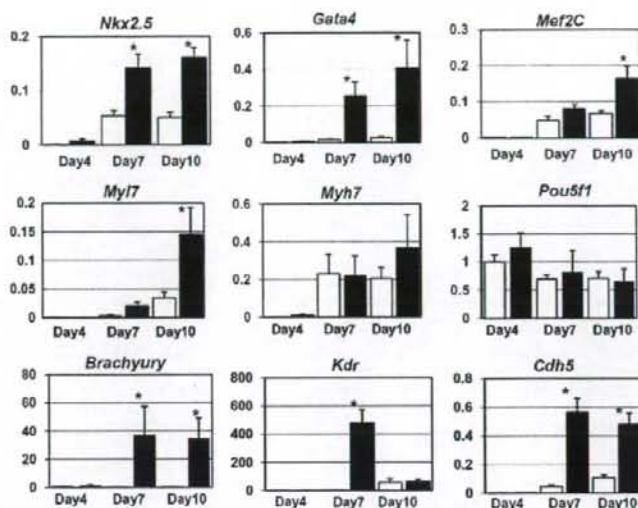 Nkx2.5 Gata4 Mef2C
0.2 0.6 0.3
0.1 0.4 0.2
0 0.2 0.1
0 0
* * * * *
Day4 Day7 Day10 Day4 Day7 Day10 Day4 Day7 Day10
Myl7 Myh7 Pou5f1
0.2 0.6 2
0.15 0.4 1.5
0.1 0.2 1
0.05 0 0.5
0 0
*
Day4 Day7 Day10 Day4 Day7 Day10 Day4 Day7 Day10
Brachyury Kdr Cdh5
80 800 0.8
60 600 0.6
40 400 0.4
20 200 0.2
0 0 0
* * * * *
Day4 Day7 Day10 Day4 Day7 Day10 Day4 Day7 Day10